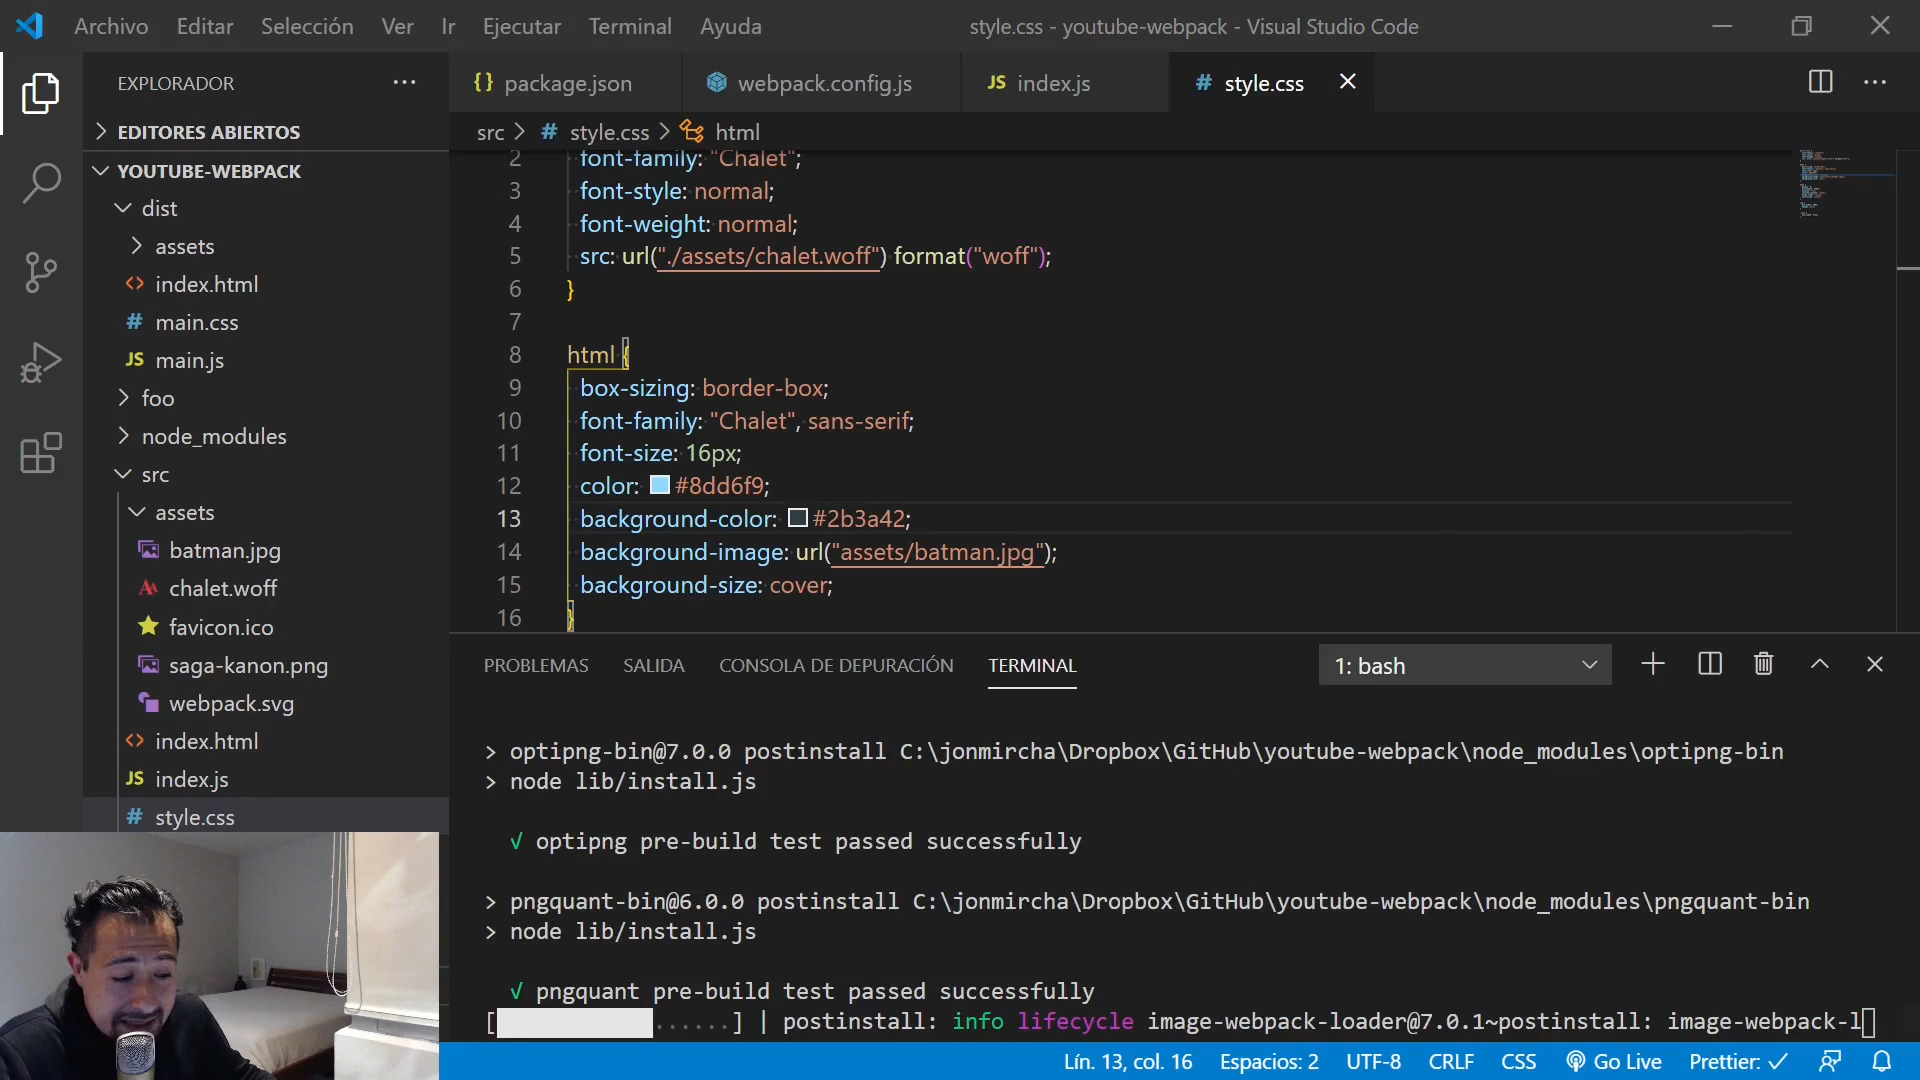 Archivo Editar Selección Ver Ir Ejecutar Terminal Ayuda
style.css - youtube-webpack - Visual Studio Code
EXPLORADOR
EDITORES ABIERTOS
YOUTUBE-WEBPACK
dist
assets
index.html
main.css
main.js
foo
node_modules
src
assets
batman.jpg
chalet.woff
favicon.ico
saga-kanon.png
webpack.svg
index.html
index.js
style.css
package.json webpack.config.js index.js style.css
src > style.css > html
2 font-family: "Chalet";
3 font-style: normal;
4 font-weight: normal;
5 src: url("./assets/chalet.woff") format("woff");
6 }
7
8 html {
9 box-sizing: border-box;
10 font-family: "Chalet", sans-serif;
11 font-size: 16px;
12 color: #8dd6f9;
13 background-color: #2b3a42;
14 background-image: url("assets/batman.jpg");
15 background-size: cover;
16 }
PROBLEMAS SALIDA CONSOLA DE DEPURACIÓN TERMINAL 1: bash
> optipng-bin@7.0.0 postinstall C:\jonmircha\Dropbox\GitHub\youtube-webpack\node_modules\optipng-bin
> node lib/install.js
√ optipng pre-build test passed successfully
> pngquant-bin@6.0.0 postinstall C:\jonmircha\Dropbox\GitHub\youtube-webpack\node_modules\pngquant-bin
> node lib/install.js
√ pngquant pre-build test passed successfully
[ ......] | postinstall: info lifecycle image-webpack-loader@7.0.1~postinstall: image-webpack-l
Lín. 13, col. 16 Espacios: 2 UTF-8 CRLF CSS Go Live Prettier: ✓